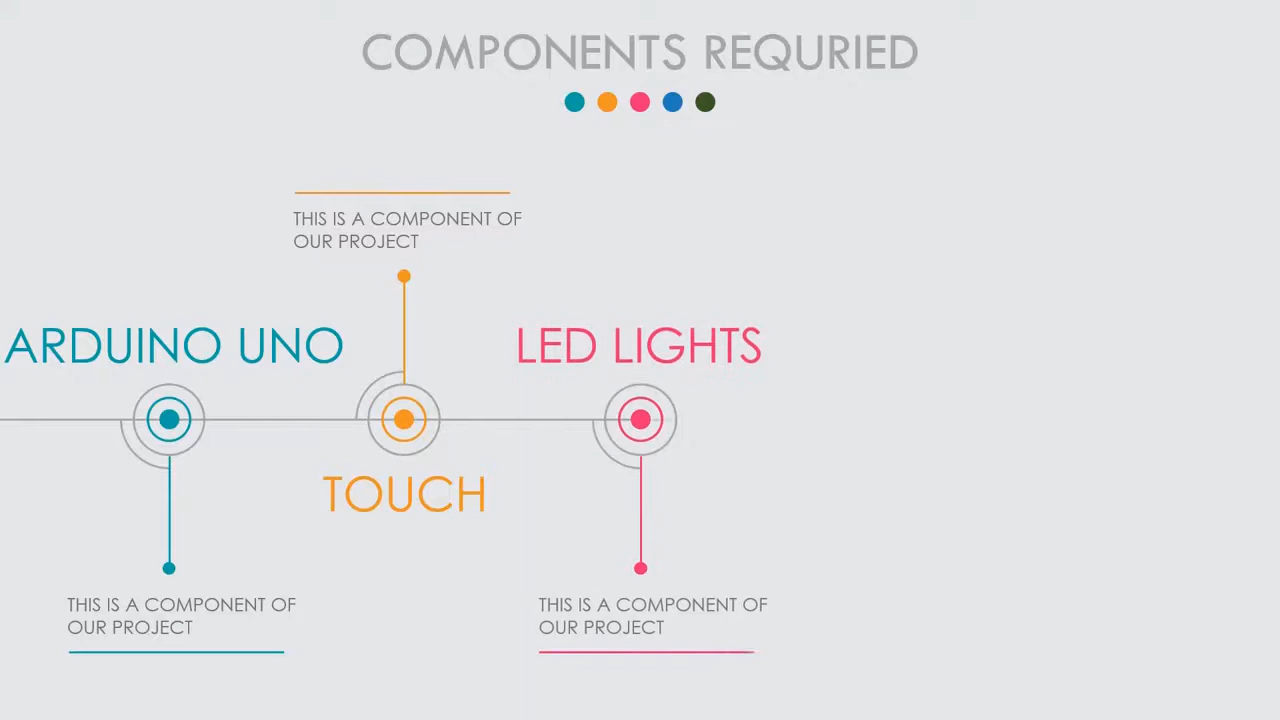 COMPONENTS REQURIED
THIS IS A COMPONENT OF
OUR PROJECT
ARDUINO UNO
LED LIGHTS
TOUCH
THIS IS A COMPONENT OF
OUR PROJECT
THIS IS A COMPONENT OF
OUR PROJECT